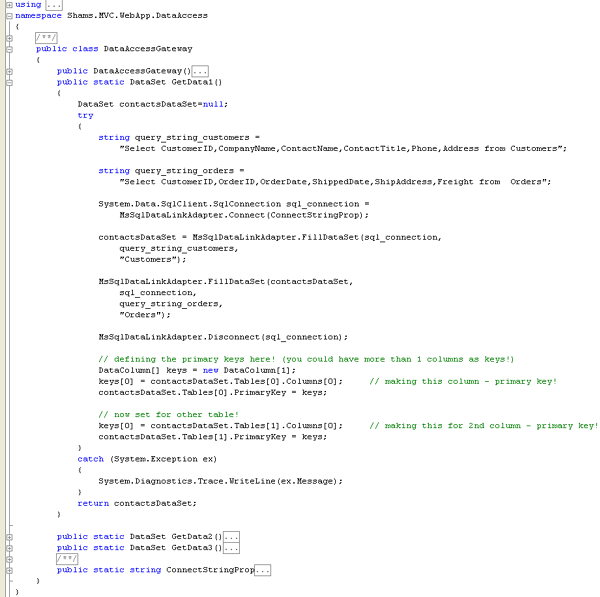 using ...
namespace Shams.MVC.WebApp.DataAccess
{
/**/
public class DataAccessGateway
{
public DataAccessGateway()...
public static DataSet GetData1()
{
DataSet contactsDataSet=null;
try
{
string query_string_customers =
"Select CustomerID,CompanyName,ContactName,ContactTitle,Phone,Address from Customers";
string query_string_orders =
"Select CustomerID,OrderID,OrderDate,ShippedDate,ShipAddress,Freight from  Orders";
System.Data.SqlClient.SqlConnection sql_connection =
MsSqlDataLinkAdapter.Connect(ConnectStringProp);
contactsDataSet = MsSqlDataLinkAdapter.FillDataSet(sql_connection,
query_string_customers,
"Customers");
MsSqlDataLinkAdapter.FillDataSet(contactsDataSet,
sql_connection,
query_string_orders,
"Orders");
MsSqlDataLinkAdapter.Disconnect(sql_connection);
// defining the primary keys here! (you could have more than 1 columns as keys!)
DataColumn[] keys = new DataColumn[1];
keys[0] = contactsDataSet.Tables[0].Columns[0];     // making this column - primary key!
contactsDataSet.Tables[0].PrimaryKey = keys;
// now set for other table!
keys[0] = contactsDataSet.Tables[1].Columns[0];     // making this for 2nd column - primary key!
contactsDataSet.Tables[1].PrimaryKey = keys;
}
catch (System.Exception ex)
{
System.Diagnostics.Trace.WriteLine(ex.Message);
}
return contactsDataSet;
}
public static DataSet GetData2()...
public static DataSet GetData3()...
/**/
public static string ConnectStringProp...
}
}